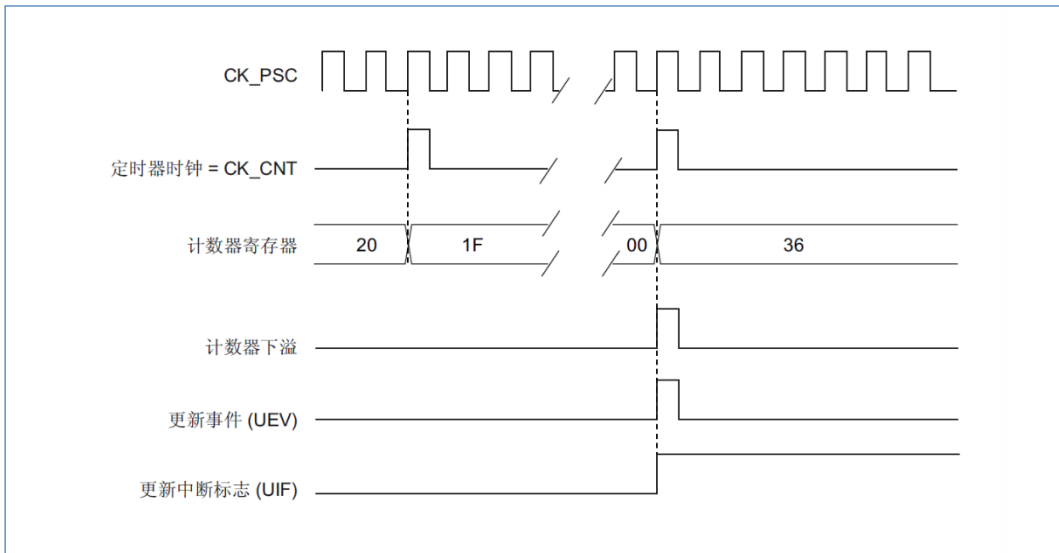 CK_PSC
定时器时钟 = CK_CNT
计数器寄存器 20 1F 00 36
计数器下溢
更新事件 (UEV)
更新中断标志 (UIF)